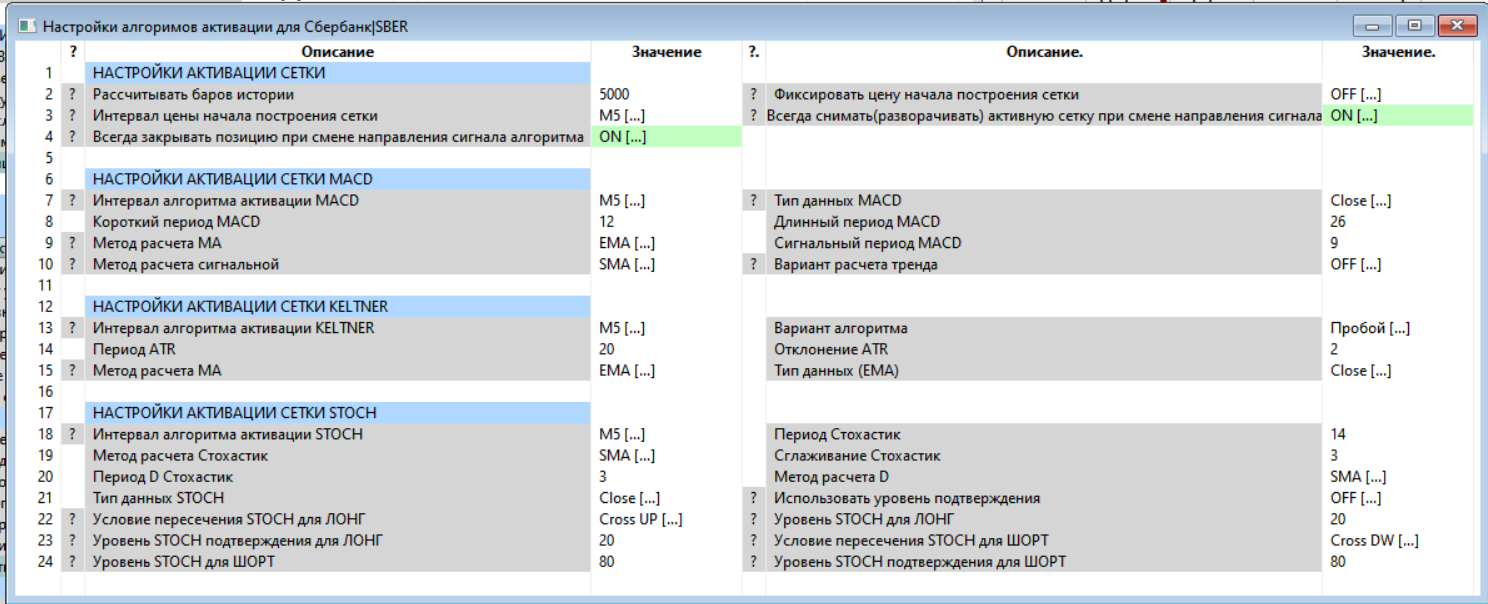 Настройки алгоримов активации для Сбербанк|SBER
? Описание Значение ?. Описание. Значение.
1 НАСТРОЙКИ АКТИВАЦИИ СЕТКИ
2 ? Рассчитывать баров истории 5000 ? Фиксировать цену начала построения сетки OFF [...]
3 ? Интервал цены начала построения сетки M5 [...] ? Всегда снимать(разворачивать) активную сетку при смене направления сигнала ON [...]
4 ? Всегда закрывать позицию при смене направления сигнала алгоритма ON [...]
5
6 НАСТРОЙКИ АКТИВАЦИИ СЕТКИ MACD
7 ? Интервал алгоритма активации MACD M5 [...] ? Тип данных MACD Close [...]
8 Короткий период MACD 12 Длинный период MACD 26
9 ? Метод расчета МА EMA [...] Сигнальный период MACD 9
10 ? Метод расчета сигнальной SMA [...] ? Вариант расчета тренда OFF [...]
11
12 НАСТРОЙКИ АКТИВАЦИИ СЕТКИ KELTNER
13 ? Интервал алгоритма активации KELTNER M5 [...] Вариант алгоритма Пробой [...]
14 Период ATR 20 Отклонение ATR 2
15 ? Метод расчета МА EMA [...] Тип данных (EMA) Close [...]
16
17 НАСТРОЙКИ АКТИВАЦИИ СЕТКИ STOCH
18 ? Интервал алгоритма активации STOCH M5 [...] Период Стохастик 14
19 Метод расчета Стохастик SMA [...] Сглаживание Стохастик 3
20 Период D Стохастик 3 Метод расчета D SMA [...]
21 Тип данных STOCH Close [...] ? Использовать уровень подтверждения OFF [...]
22 ? Условие пересечения STOCH для ЛОНГ Cross UP [...] ? Уровень STOCH для ЛОНГ 20
23 ? Уровень STOCH подтверждения для ЛОНГ 20 ? Условие пересечения STOCH для ШОРТ Cross DW [...]
24 ? Уровень STOCH для ШОРТ 80 ? Уровень STOCH подтверждения для ШОРТ 80